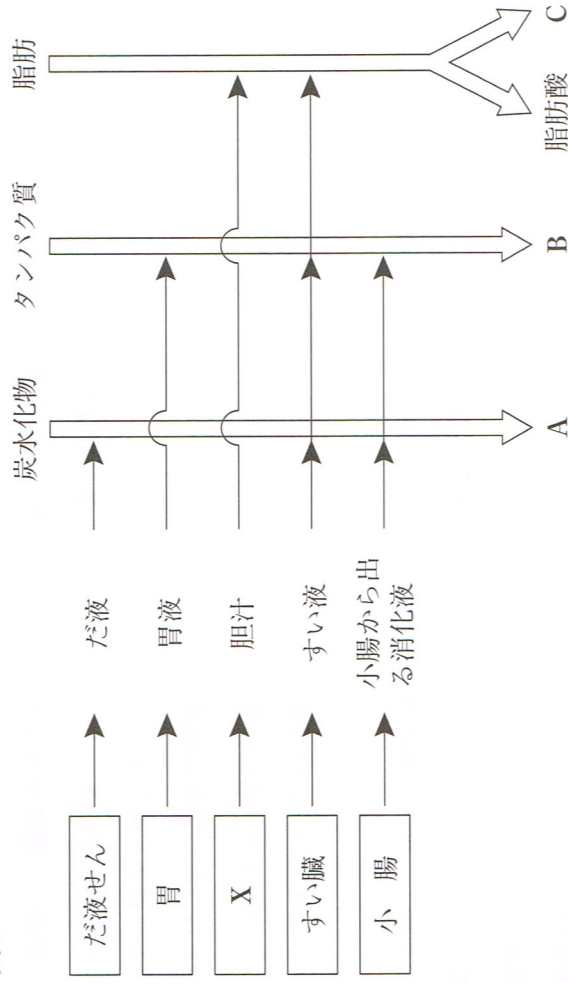 炭水化物
タンパク質
脂肪
だ液せん
だ液
胃
胃液
X
胆汁
すい臓
すい液
小 腸
小腸から出
る消化液
A
B
脂肪酸
C